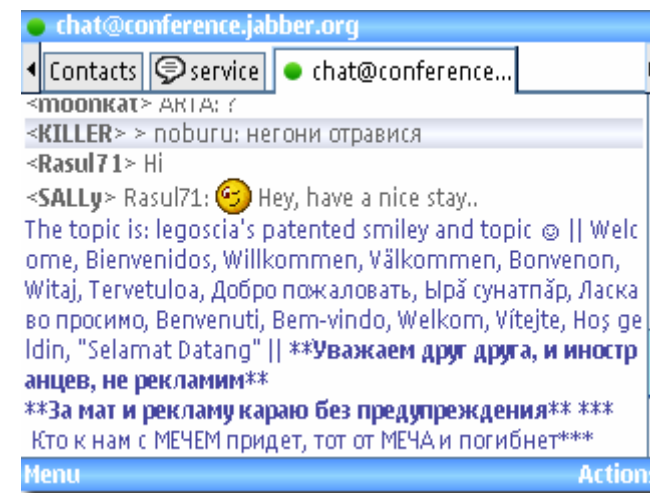 chat@conference.jabber.org
Contacts service chat@conference...
<moonkat> ARTA: ?
<KILLER> > noburu: негони отравися
<Rasul71> Hi
<SALLy> Rasul71: Hey, have a nice stay..
The topic is: legoscia's patented smiley and topic ☺ || Welc
ome, Bienvenidos, Willkommen, Välkommen, Bonvenon,
Witaj, Tervetuloa, Добро пожаловать, Ырă сунатпăр, Ласка
во просимо, Benvenuti, Bem-vindo, Welkom, Vítejte, Hoş ge
ldin, "Selamat Datang" || **Уважаем друг друга, и иностр
анцев, не рекламим**
**За мат и рекламу караю без предупреждения** ***
Кто к нам с МЕЧЕМ придет, тот от МЕЧА и погибнет***
Menu Actions